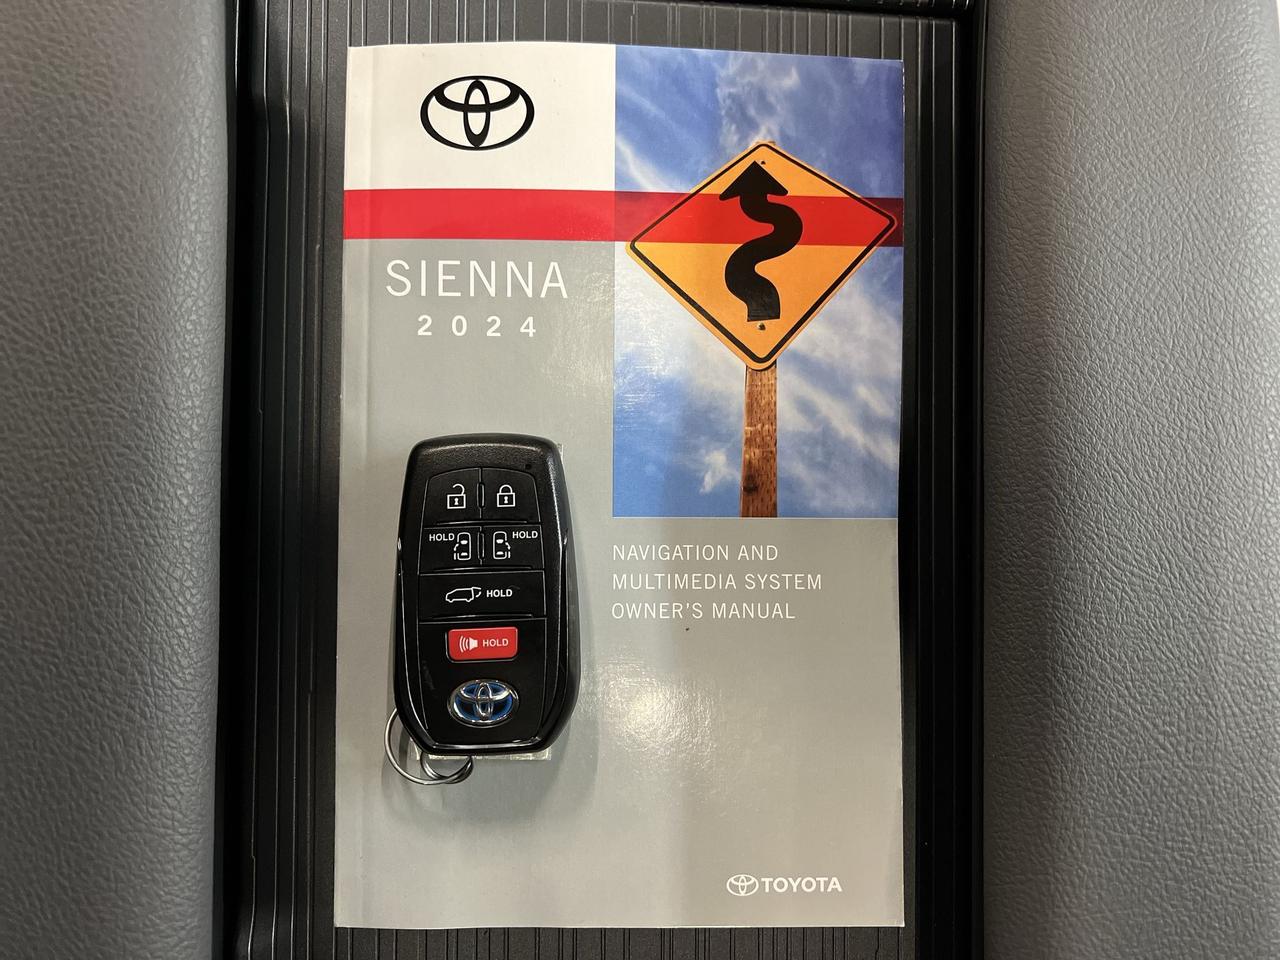 SIENNA
2024
HOLD HOLD
HOLD
HOLD
NAVIGATION AND
MULTIMEDIA SYSTEM
OWNER'S MANUAL
TOYOTA